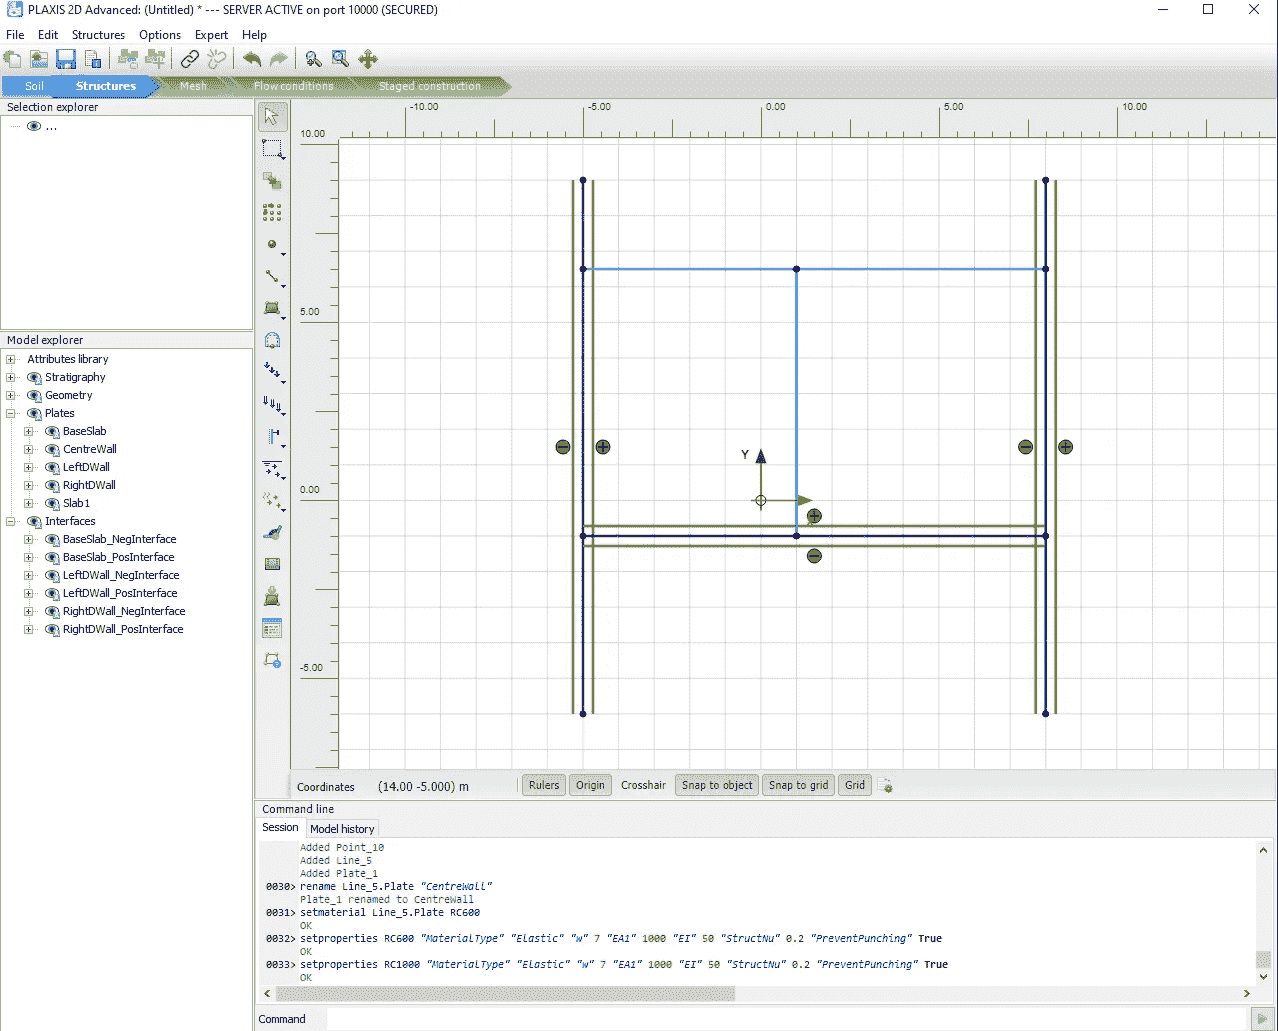 PLAXIS 2D Advanced: (Untitled) * --- SERVER ACTIVE on port 10000 (SECURED)
File Edit Structures Options Expert Help
Soil Structures Mesh Flow conditions Staged construction
Selection explorer
...
Model explorer
Attributes library
Stratigraphy
Geometry
Plates
BaseSlab
CentreWall
LeftDWall
RightDWall
Slab1
Interfaces
BaseSlab_NegInterface
BaseSlab_PosInterface
LeftDWall_NegInterface
LeftDWall_PosInterface
RightDWall_NegInterface
RightDWall_PosInterface
-10.00 -5.00 0.00 5.00 10.00
10.00
5.00
0.00
-5.00
Y
Coordinates (14.00 -5.000) m Rulers Origin Crosshair Snap to object Snap to grid Grid
Command line
Session Model history
Added Point_10
Added Line_5
Added Plate_1
0030> rename Line_5.Plate "CentreWall"
Plate_1 renamed to CentreWall
0031> setmaterial Line_5.Plate RC600
OK
0032> setproperties RC600 "MaterialType" "Elastic" "w" 7 "EA1" 1000 "EI" 50 "StructNu" 0.2 "PreventPunching" True
OK
0033> setproperties RC1000 "MaterialType" "Elastic" "w" 7 "EA1" 1000 "EI" 50 "StructNu" 0.2 "PreventPunching" True
OK
Command